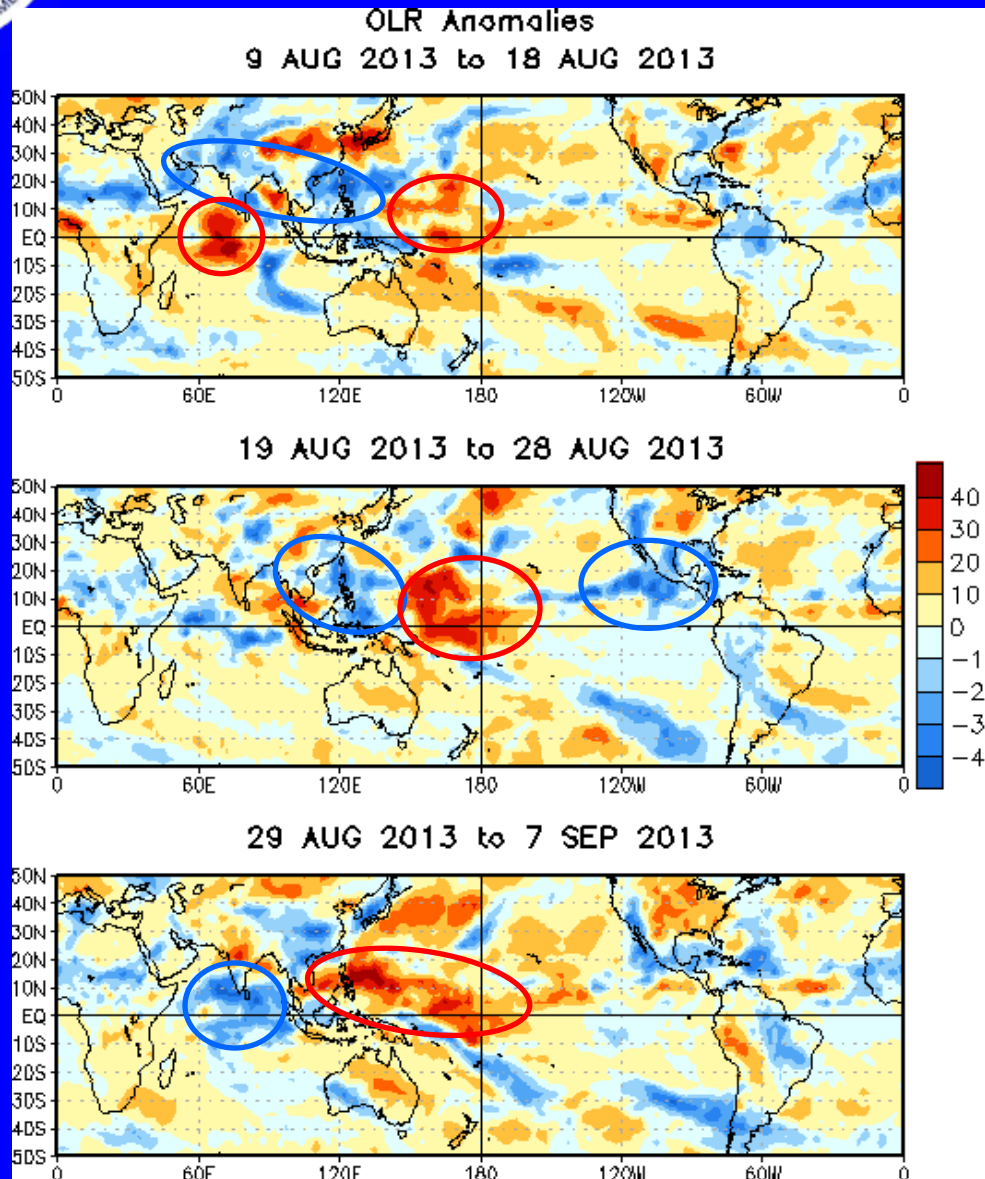 OLR Anomalies
9 AUG 2013 to 18 AUG 2013
50N
40N
30N
20N
10N
EQ
10S
20S
30S
40S
50S
0 60E 120E 180 120W 60W 0
19 AUG 2013 to 28 AUG 2013
50N
40N
30N
20N
10N
EQ
10S
20S
30S
40S
50S
0 60E 120E 180 120W 60W 0
40
30
20
10
0
−1
−2
−3
−4
29 AUG 2013 to 7 SEP 2013
50N
40N
30N
20N
10N
EQ
10S
20S
30S
40S
50S
0 60E 120E 180 120W 60W 0